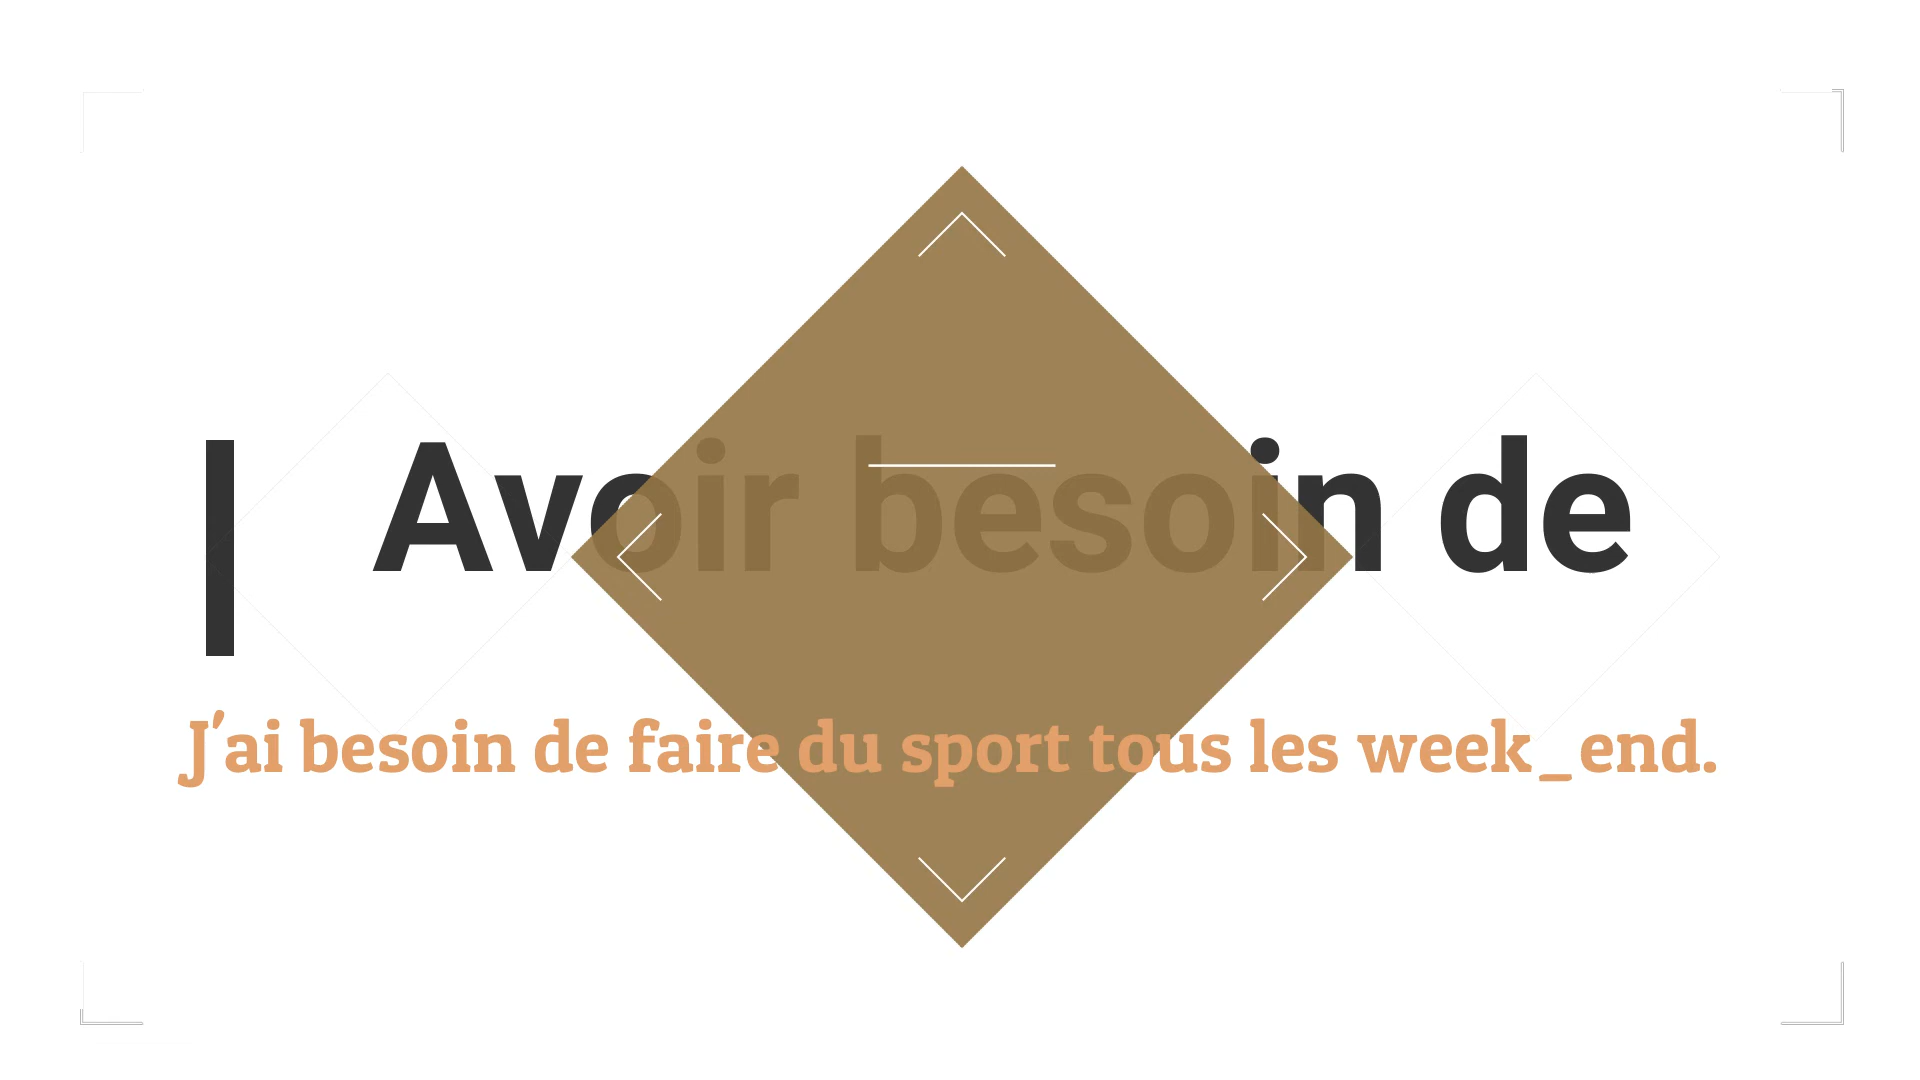 | Avoir besoin de
J'ai besoin de faire du sport tous les week_end.